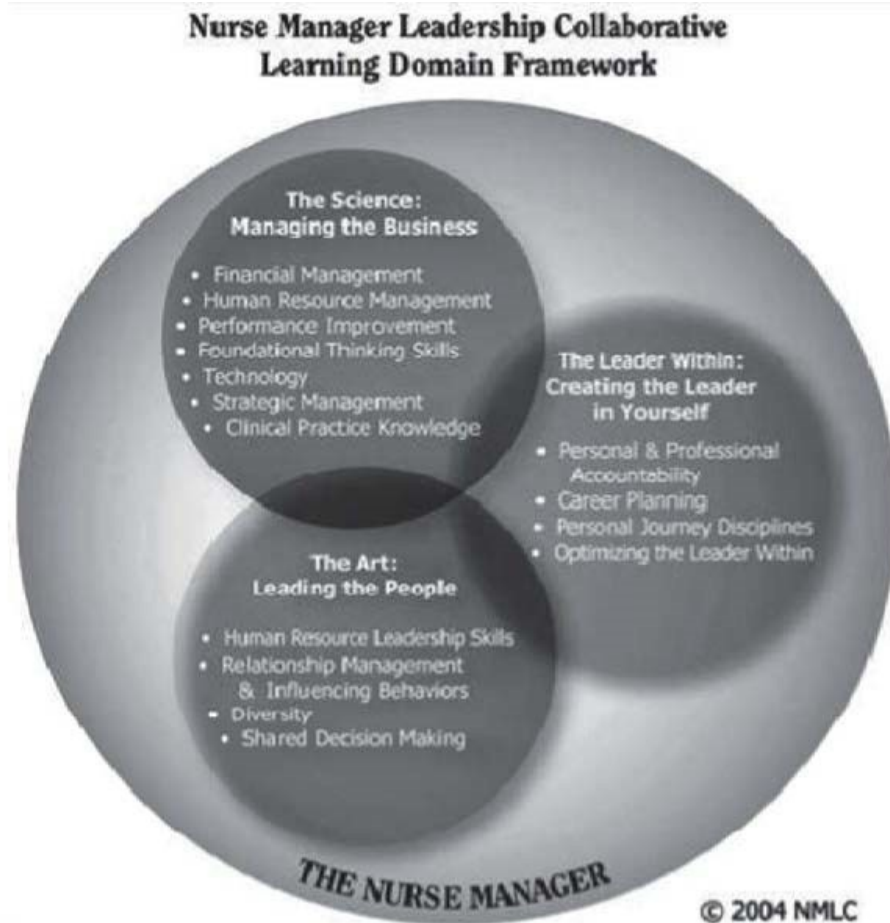 Nurse Manager Leadership Collaborative
Learning Domain Framework
The Science:
Managing the Business
• Financial Management
• Human Resource Management
• Performance Improvement
• Foundational Thinking Skills
• Technology
• Strategic Management
• Clinical Practice Knowledge
The Leader Within:
Creating the Leader
in Yourself
• Personal & Professional
Accountability
• Career Planning
• Personal Journey Disciplines
• Optimizing the Leader Within
The Art:
Leading the People
• Human Resource Leadership Skills
• Relationship Management
& Influencing Behaviors
- Diversity
• Shared Decision Making
THE NURSE MANAGER
© 2004 NMLC